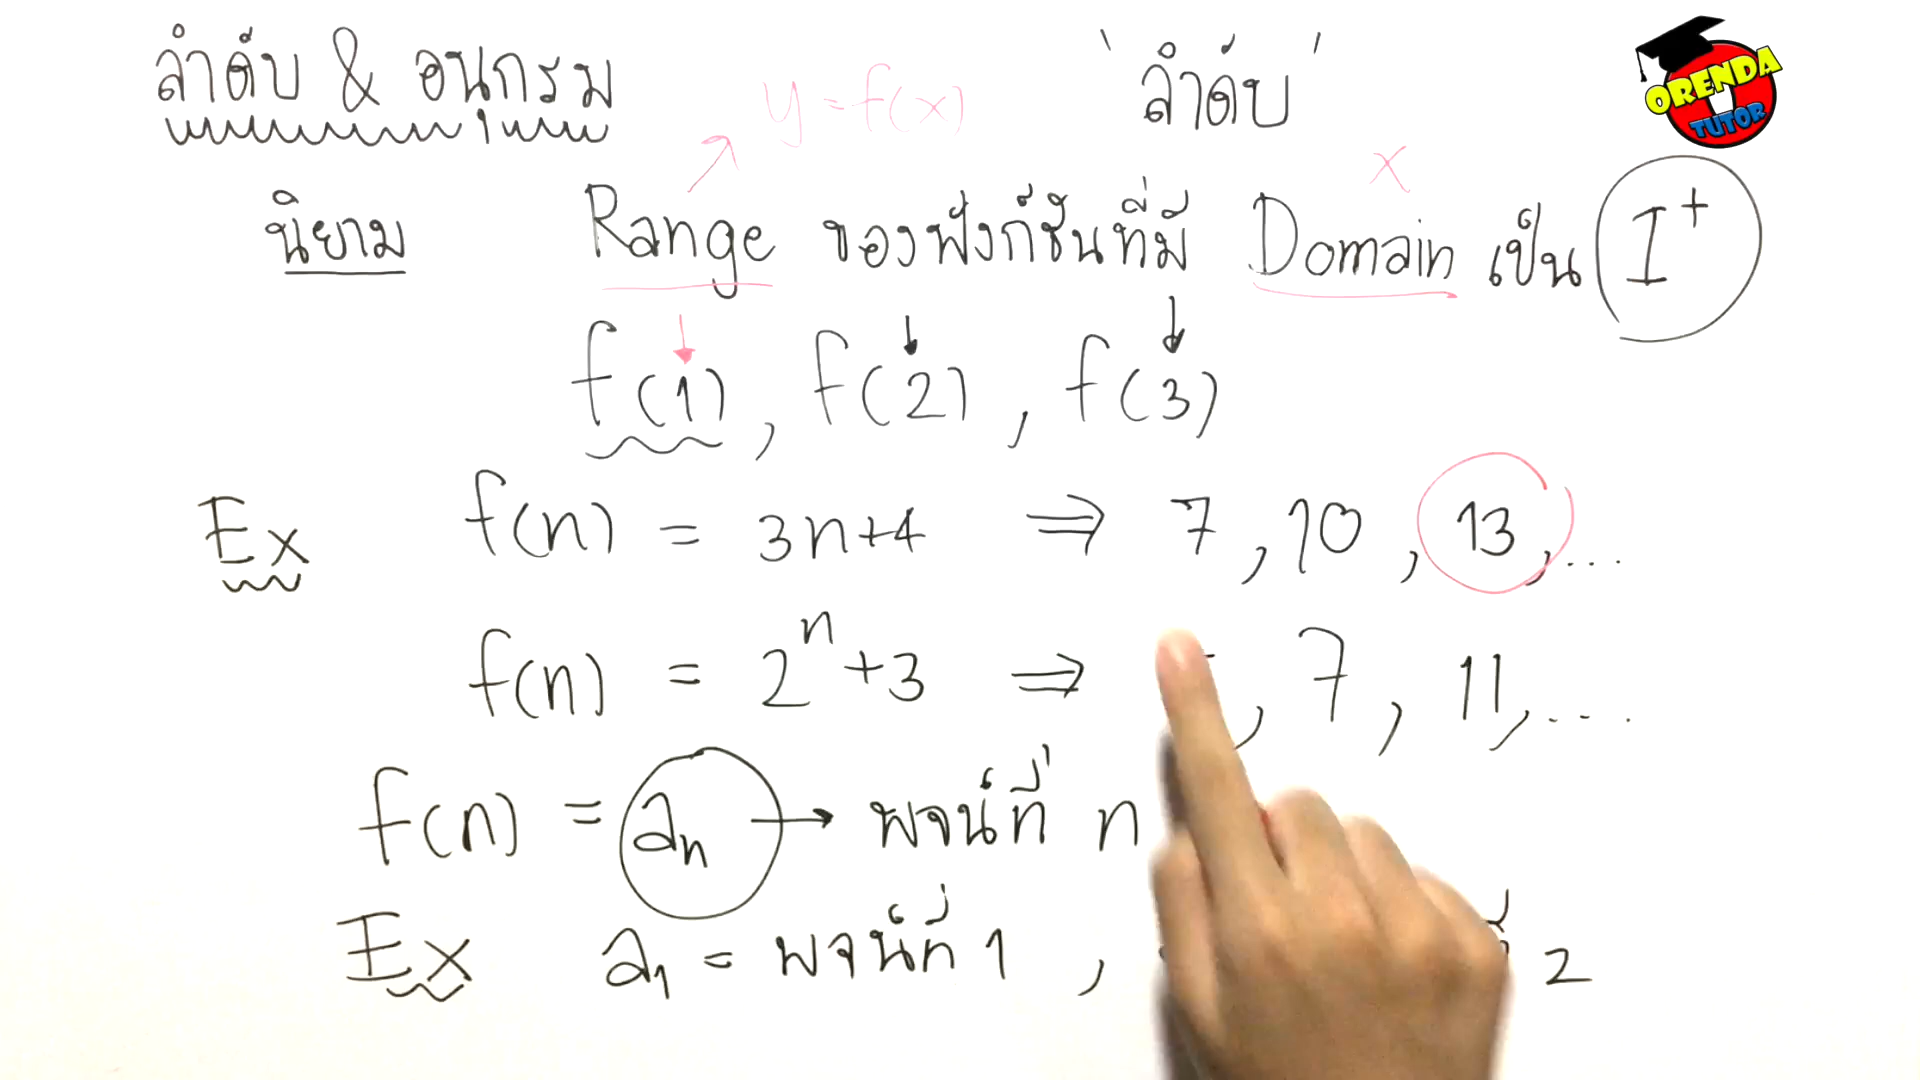 ลำดับ & อนุกรม
y = f(x)
'ลำดับ'
ORENDA
TUTOR
x
นิยาม Range ของฟังก์ชันที่มี Domain เป็น I⁺
f(1), f(2), f(3)
Ex f(n) = 3n+4 ⇒ 7, 10, 13, ...
f(n) = 2ⁿ+3 ⇒ , 7, 11, ...
f(n) = aₙ → พจน์ที่ n
Ex a₁ = พจน์ที่ 1, 2